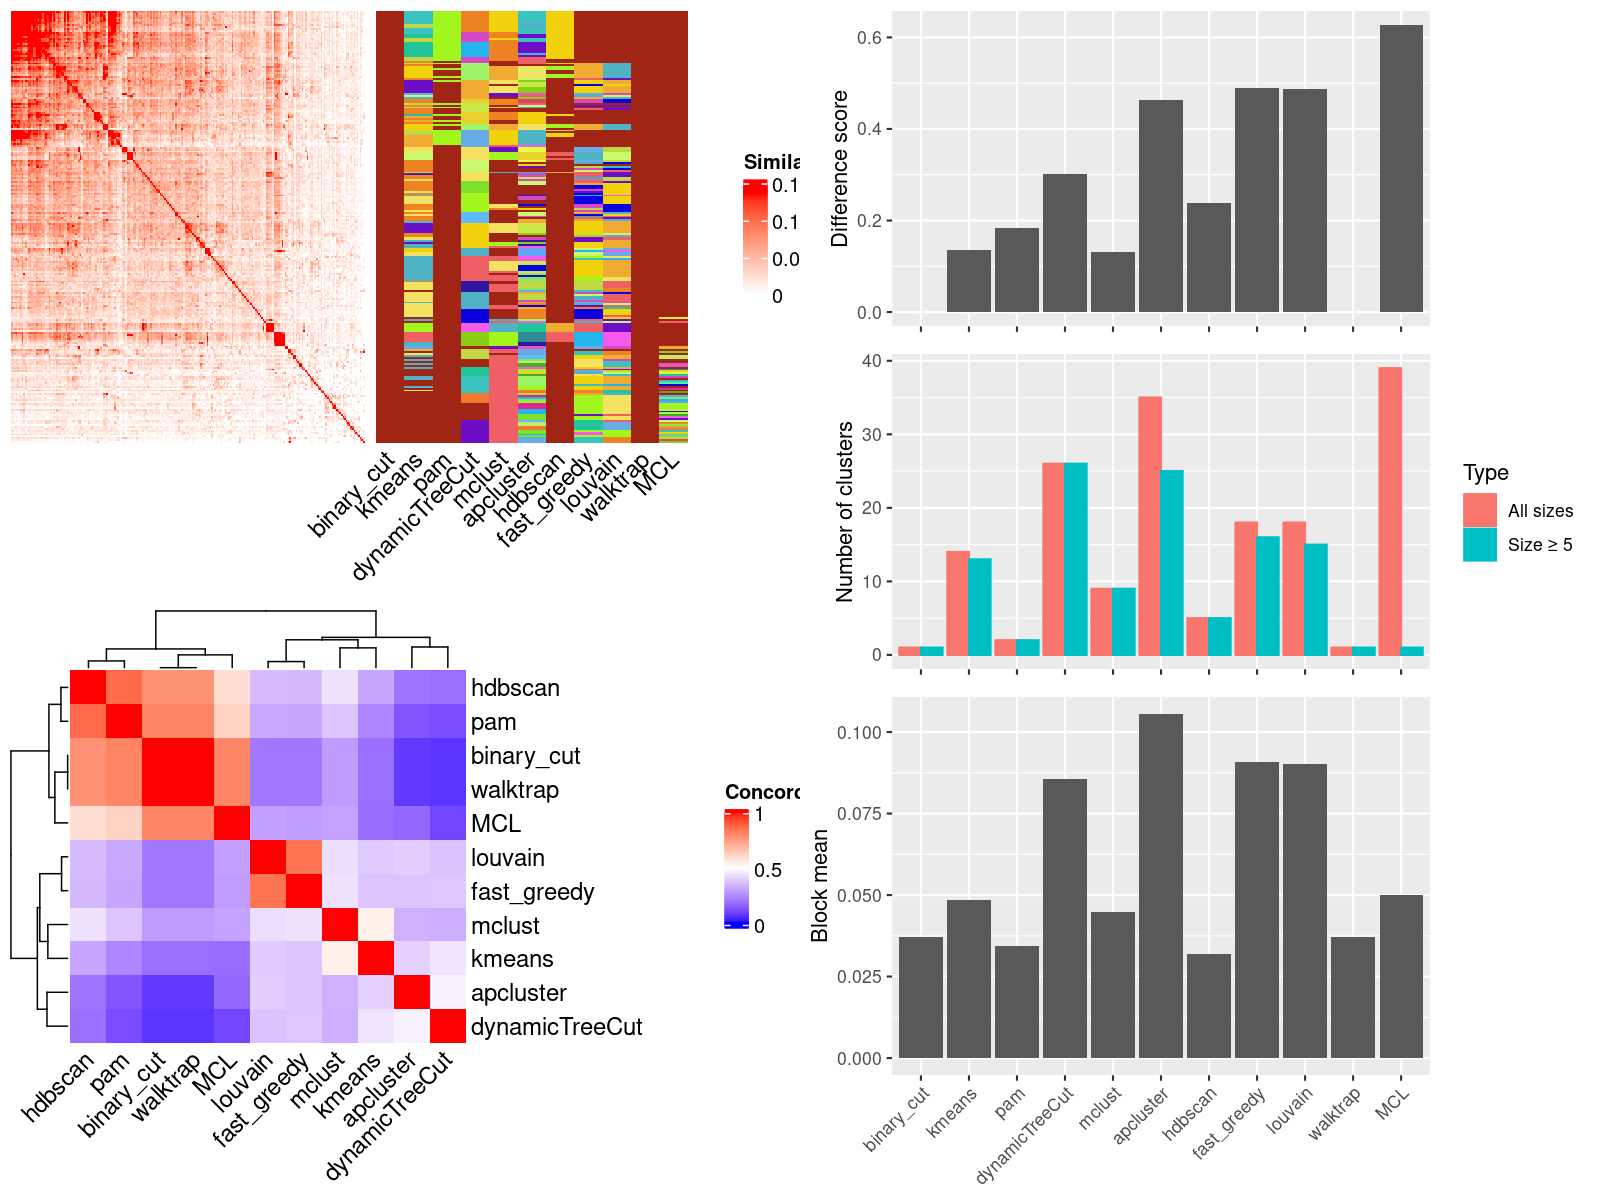 Simila
0.1
0.1
0.0
0
binary_cut
kmeans
pam
dynamicTreeCut
mclust
apcluster
hdbscan
fast_greedy
louvain
walktrap
MCL
hdbscan
pam
binary_cut
walktrap
MCL
louvain
fast_greedy
mclust
kmeans
apcluster
dynamicTreeCut
hdbscan
pam
binary_cut
walktrap
MCL
louvain
fast_greedy
mclust
kmeans
apcluster
dynamicTreeCut
Concord
1
0.5
0
Difference score
0.6
0.4
0.2
0.0
Number of clusters
40
30
20
10
0
Type
All sizes
Size ≥ 5
Block mean
0.100
0.075
0.050
0.025
0.000
binary_cut
kmeans
pam
dynamicTreeCut
mclust
apcluster
hdbscan
fast_greedy
louvain
walktrap
MCL